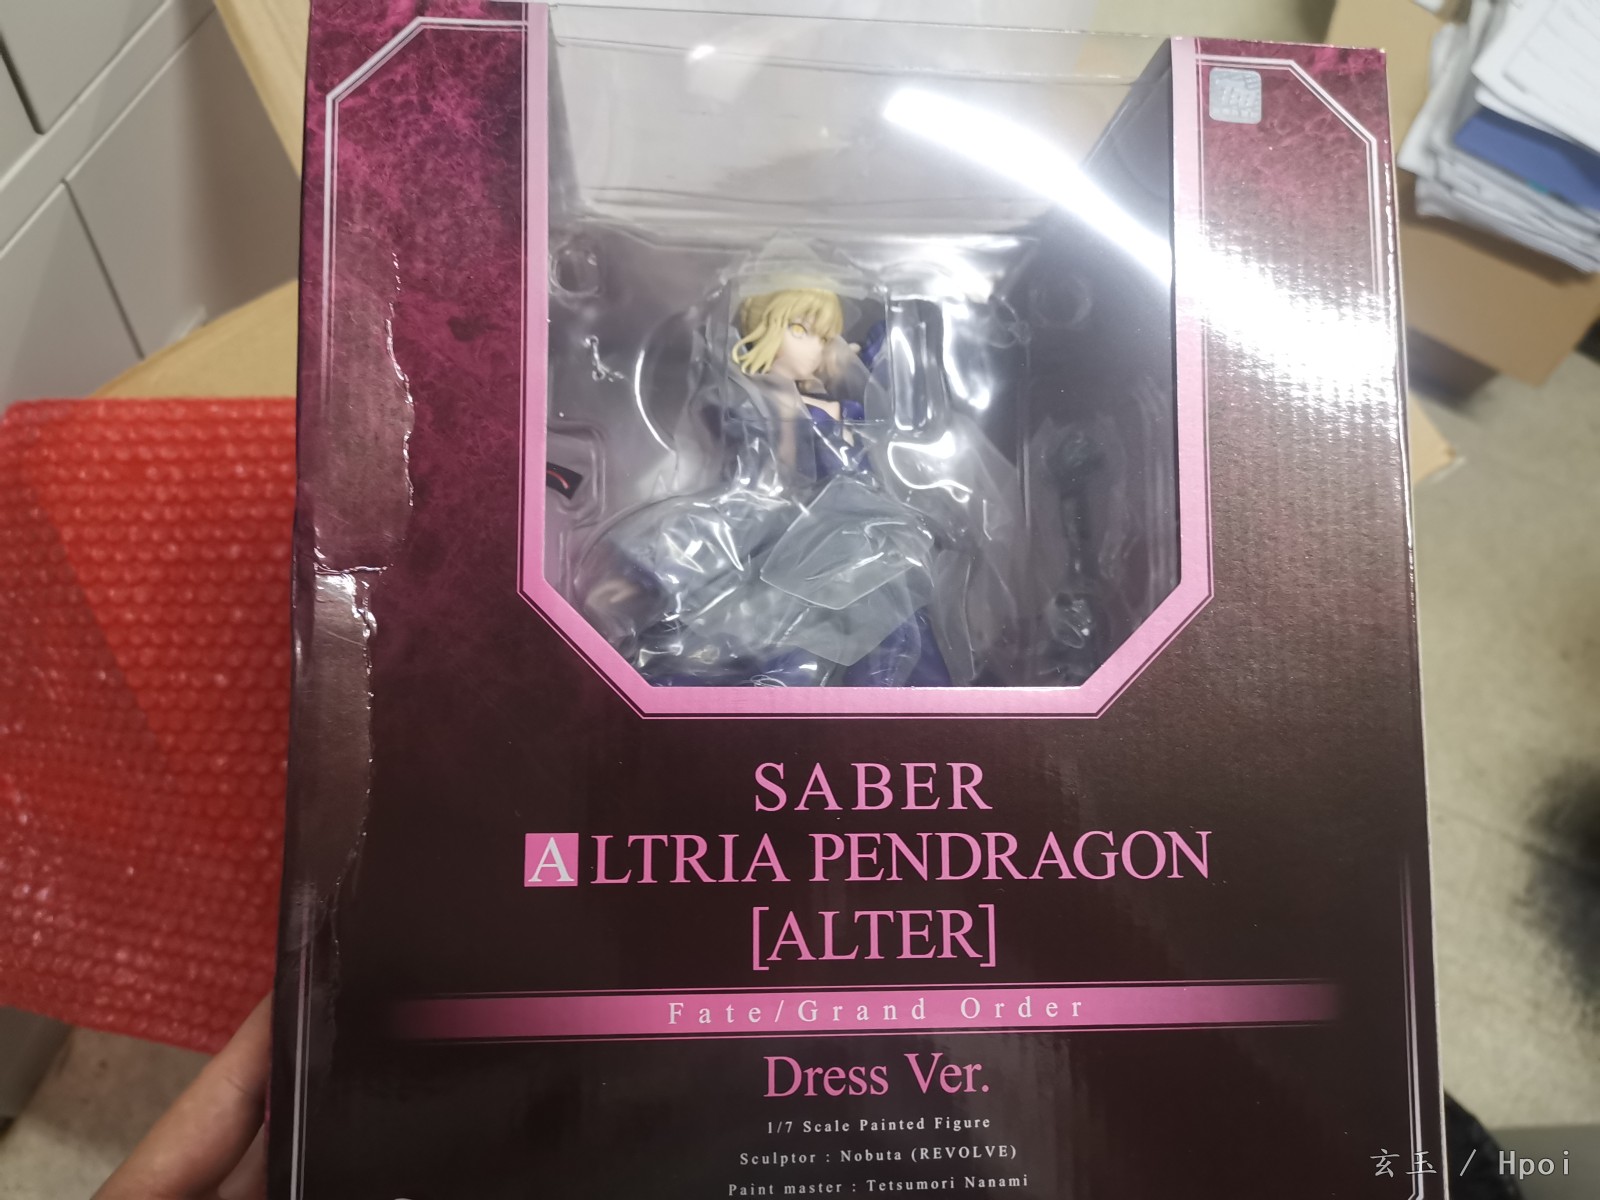 SABER
ALTRIA PENDRAGON
[ALTER]
Fate/Grand Order
Dress Ver.
1/7 Scale Painted Figure
Sculptor : Nobuta (REVOLVE)
Paint master : Tetsumori Nanami
玄玉 / Hpoi